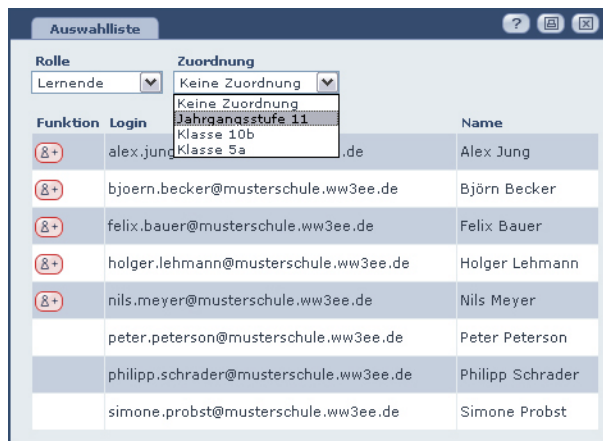 Auswahlliste
Rolle Zuordnung
Lernende Keine Zuordnung
Keine Zuordnung
Jahrgangsstufe 11
Klasse 10b
Klasse 5a
Funktion Login Name
alex.jung .de Alex Jung
bjoern.becker@musterschule.ww3ee.de Björn Becker
felix.bauer@musterschule.ww3ee.de Felix Bauer
holger.lehmann@musterschule.ww3ee.de Holger Lehmann
nils.meyer@musterschule.ww3ee.de Nils Meyer
peter.peterson@musterschule.ww3ee.de Peter Peterson
philipp.schrader@musterschule.ww3ee.de Philipp Schrader
simone.probst@musterschule.ww3ee.de Simone Probst